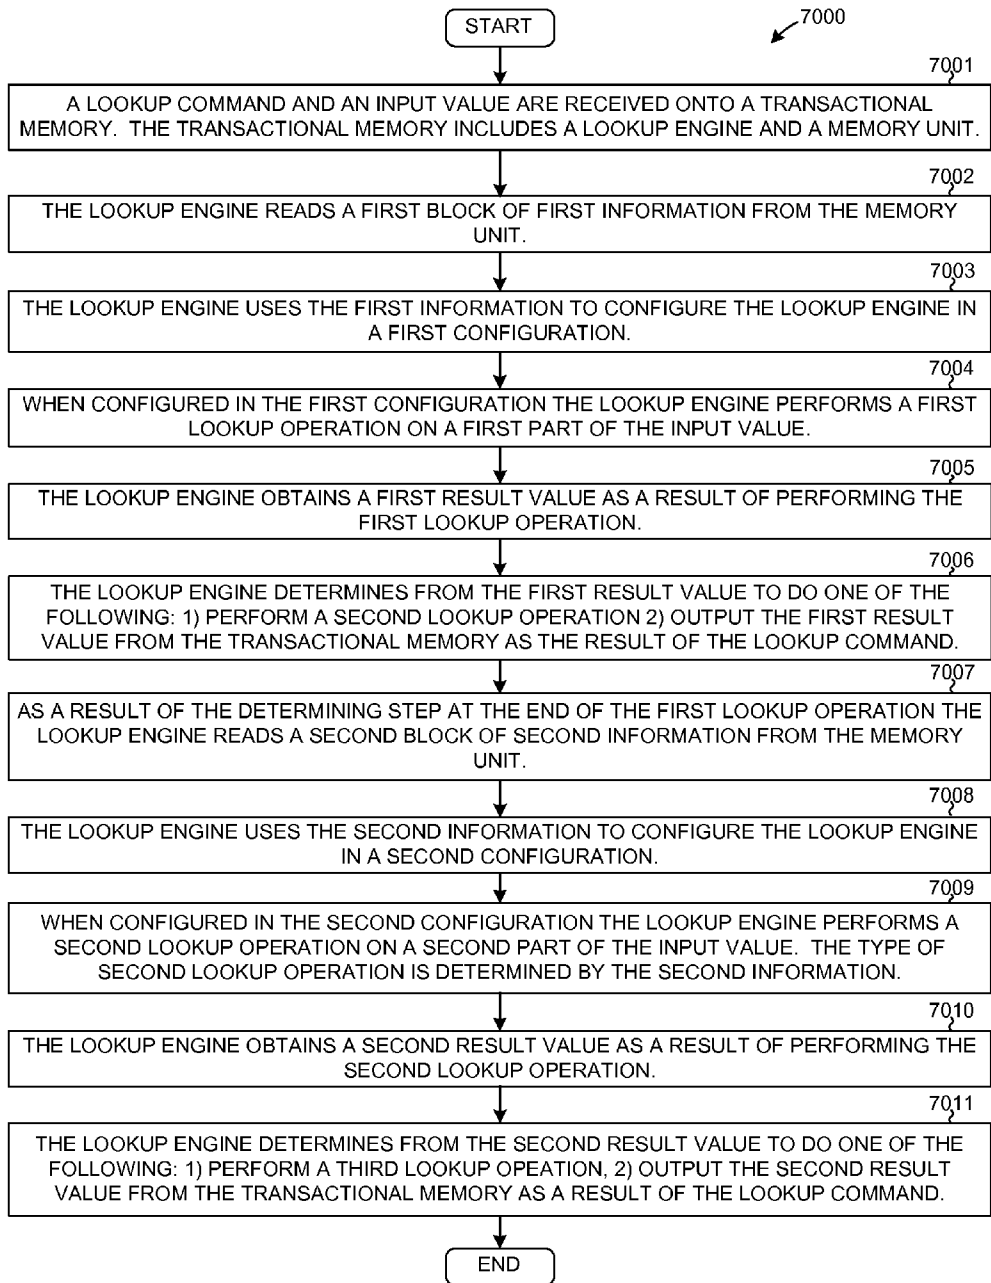 START
7000
7001
A LOOKUP COMMAND AND AN INPUT VALUE ARE RECEIVED ONTO A TRANSACTIONAL
MEMORY. THE TRANSACTIONAL MEMORY INCLUDES A LOOKUP ENGINE AND A MEMORY UNIT.
7002
THE LOOKUP ENGINE READS A FIRST BLOCK OF FIRST INFORMATION FROM THE MEMORY
UNIT.
7003
THE LOOKUP ENGINE USES THE FIRST INFORMATION TO CONFIGURE THE LOOKUP ENGINE IN
A FIRST CONFIGURATION.
7004
WHEN CONFIGURED IN THE FIRST CONFIGURATION THE LOOKUP ENGINE PERFORMS A FIRST
LOOKUP OPERATION ON A FIRST PART OF THE INPUT VALUE.
7005
THE LOOKUP ENGINE OBTAINS A FIRST RESULT VALUE AS A RESULT OF PERFORMING THE
FIRST LOOKUP OPERATION.
7006
THE LOOKUP ENGINE DETERMINES FROM THE FIRST RESULT VALUE TO DO ONE OF THE
FOLLOWING: 1) PERFORM A SECOND LOOKUP OPERATION 2) OUTPUT THE FIRST RESULT
VALUE FROM THE TRANSACTIONAL MEMORY AS THE RESULT OF THE LOOKUP COMMAND.
7007
AS A RESULT OF THE DETERMINING STEP AT THE END OF THE FIRST LOOKUP OPERATION THE
LOOKUP ENGINE READS A SECOND BLOCK OF SECOND INFORMATION FROM THE MEMORY
UNIT.
7008
THE LOOKUP ENGINE USES THE SECOND INFORMATION TO CONFIGURE THE LOOKUP ENGINE
IN A SECOND CONFIGURATION.
7009
WHEN CONFIGURED IN THE SECOND CONFIGURATION THE LOOKUP ENGINE PERFORMS A
SECOND LOOKUP OPERATION ON A SECOND PART OF THE INPUT VALUE. THE TYPE OF
SECOND LOOKUP OPERATION IS DETERMINED BY THE SECOND INFORMATION.
7010
THE LOOKUP ENGINE OBTAINS A SECOND RESULT VALUE AS A RESULT OF PERFORMING THE
SECOND LOOKUP OPERATION.
7011
THE LOOKUP ENGINE DETERMINES FROM THE SECOND RESULT VALUE TO DO ONE OF THE
FOLLOWING: 1) PERFORM A THIRD LOOKUP OPEATION, 2) OUTPUT THE SECOND RESULT
VALUE FROM THE TRANSACTIONAL MEMORY AS A RESULT OF THE LOOKUP COMMAND.
END